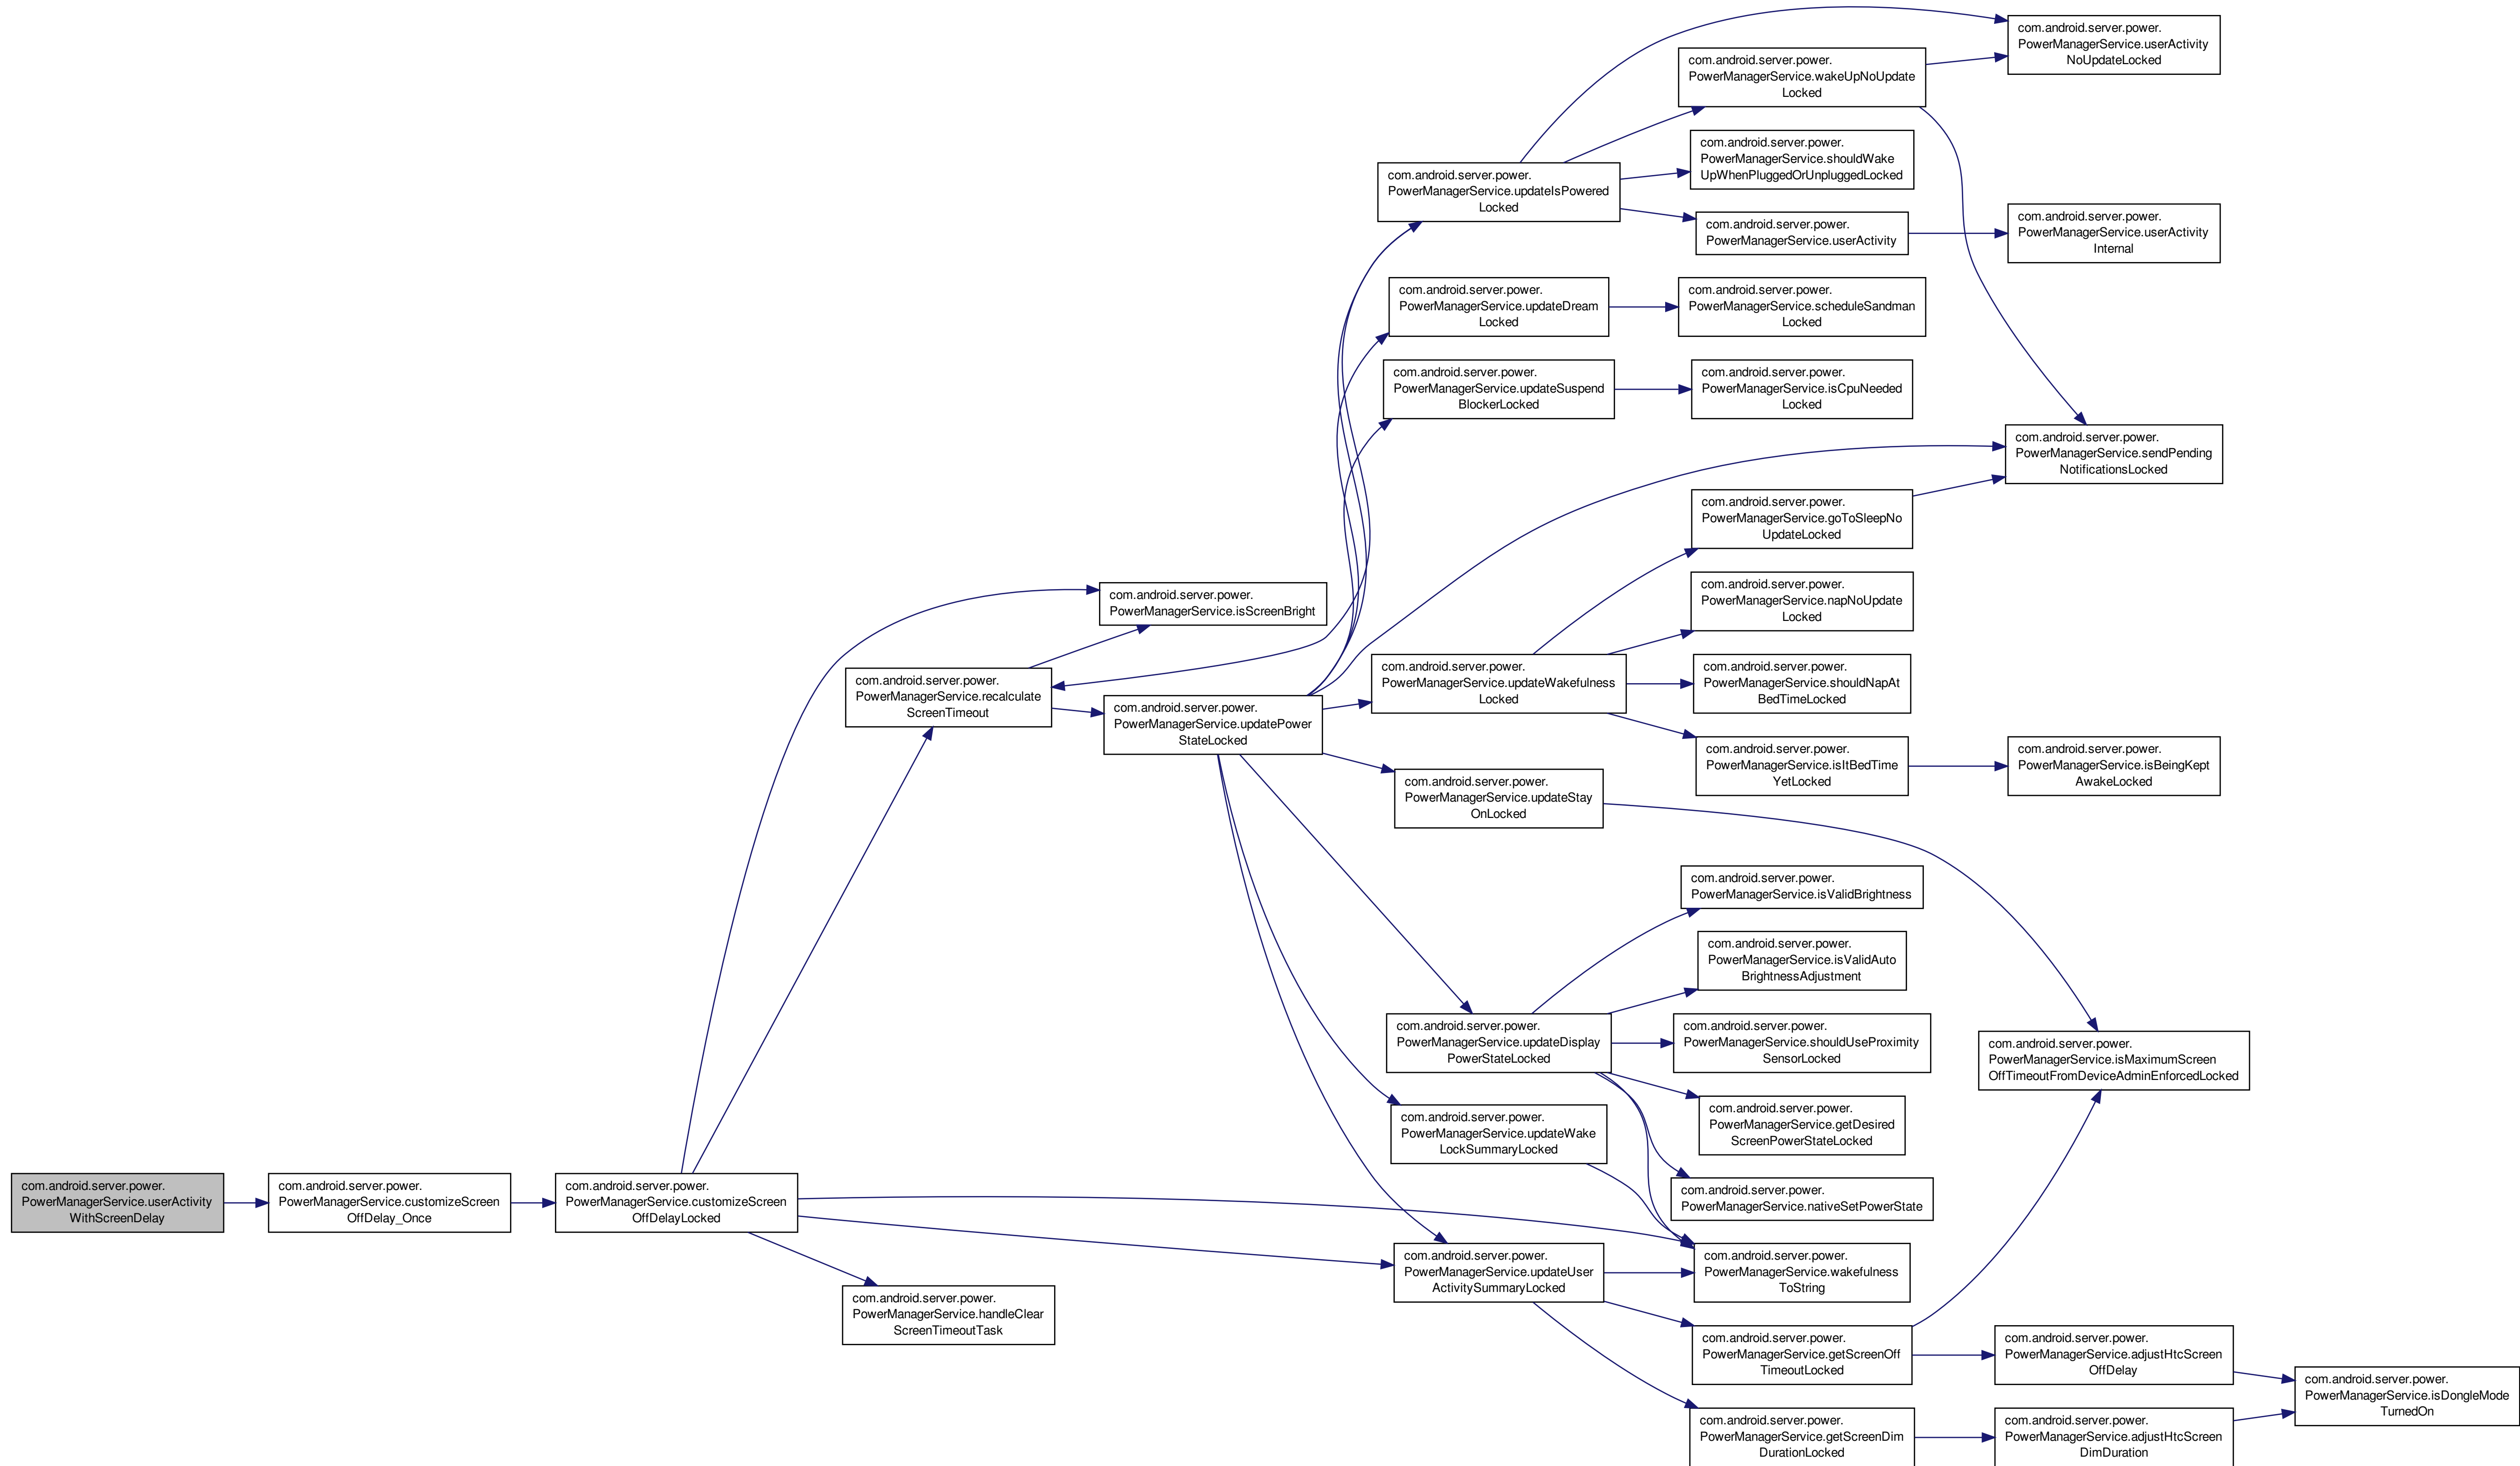 com.android.server.power.
PowerManagerService.userActivity
WithScreenDelay
com.android.server.power.
PowerManagerService.customizeScreen
OffDelay_Once
com.android.server.power.
PowerManagerService.customizeScreen
OffDelayLocked
com.android.server.power.
PowerManagerService.recalculate
ScreenTimeout
com.android.server.power.
PowerManagerService.handleClear
ScreenTimeoutTask
com.android.server.power.
PowerManagerService.isScreenBright
com.android.server.power.
PowerManagerService.updatePower
StateLocked
com.android.server.power.
PowerManagerService.updateIsPowered
Locked
com.android.server.power.
PowerManagerService.updateDream
Locked
com.android.server.power.
PowerManagerService.updateSuspend
BlockerLocked
com.android.server.power.
PowerManagerService.updateWakefulness
Locked
com.android.server.power.
PowerManagerService.updateStay
OnLocked
com.android.server.power.
PowerManagerService.updateDisplay
PowerStateLocked
com.android.server.power.
PowerManagerService.updateWake
LockSummaryLocked
com.android.server.power.
PowerManagerService.updateUser
ActivitySummaryLocked
com.android.server.power.
PowerManagerService.wakeUpNoUpdate
Locked
com.android.server.power.
PowerManagerService.shouldWake
UpWhenPluggedOrUnpluggedLocked
com.android.server.power.
PowerManagerService.userActivity
com.android.server.power.
PowerManagerService.scheduleSandman
Locked
com.android.server.power.
PowerManagerService.isCpuNeeded
Locked
com.android.server.power.
PowerManagerService.goToSleepNo
UpdateLocked
com.android.server.power.
PowerManagerService.napNoUpdate
Locked
com.android.server.power.
PowerManagerService.shouldNapAt
BedTimeLocked
com.android.server.power.
PowerManagerService.isItBedTime
YetLocked
com.android.server.power.
PowerManagerService.isValidBrightness
com.android.server.power.
PowerManagerService.isValidAuto
BrightnessAdjustment
com.android.server.power.
PowerManagerService.shouldUseProximity
SensorLocked
com.android.server.power.
PowerManagerService.getDesired
ScreenPowerStateLocked
com.android.server.power.
PowerManagerService.nativeSetPowerState
com.android.server.power.
PowerManagerService.wakefulness
ToString
com.android.server.power.
PowerManagerService.getScreenOff
TimeoutLocked
com.android.server.power.
PowerManagerService.getScreenDim
DurationLocked
com.android.server.power.
PowerManagerService.userActivity
NoUpdateLocked
com.android.server.power.
PowerManagerService.userActivity
Internal
com.android.server.power.
PowerManagerService.sendPending
NotificationsLocked
com.android.server.power.
PowerManagerService.isBeingKept
AwakeLocked
com.android.server.power.
PowerManagerService.isMaximumScreen
OffTimeoutFromDeviceAdminEnforcedLocked
com.android.server.power.
PowerManagerService.adjustHtcScreen
OffDelay
com.android.server.power.
PowerManagerService.adjustHtcScreen
DimDuration
com.android.server.power.
PowerManagerService.isDongleMode
TurnedOn